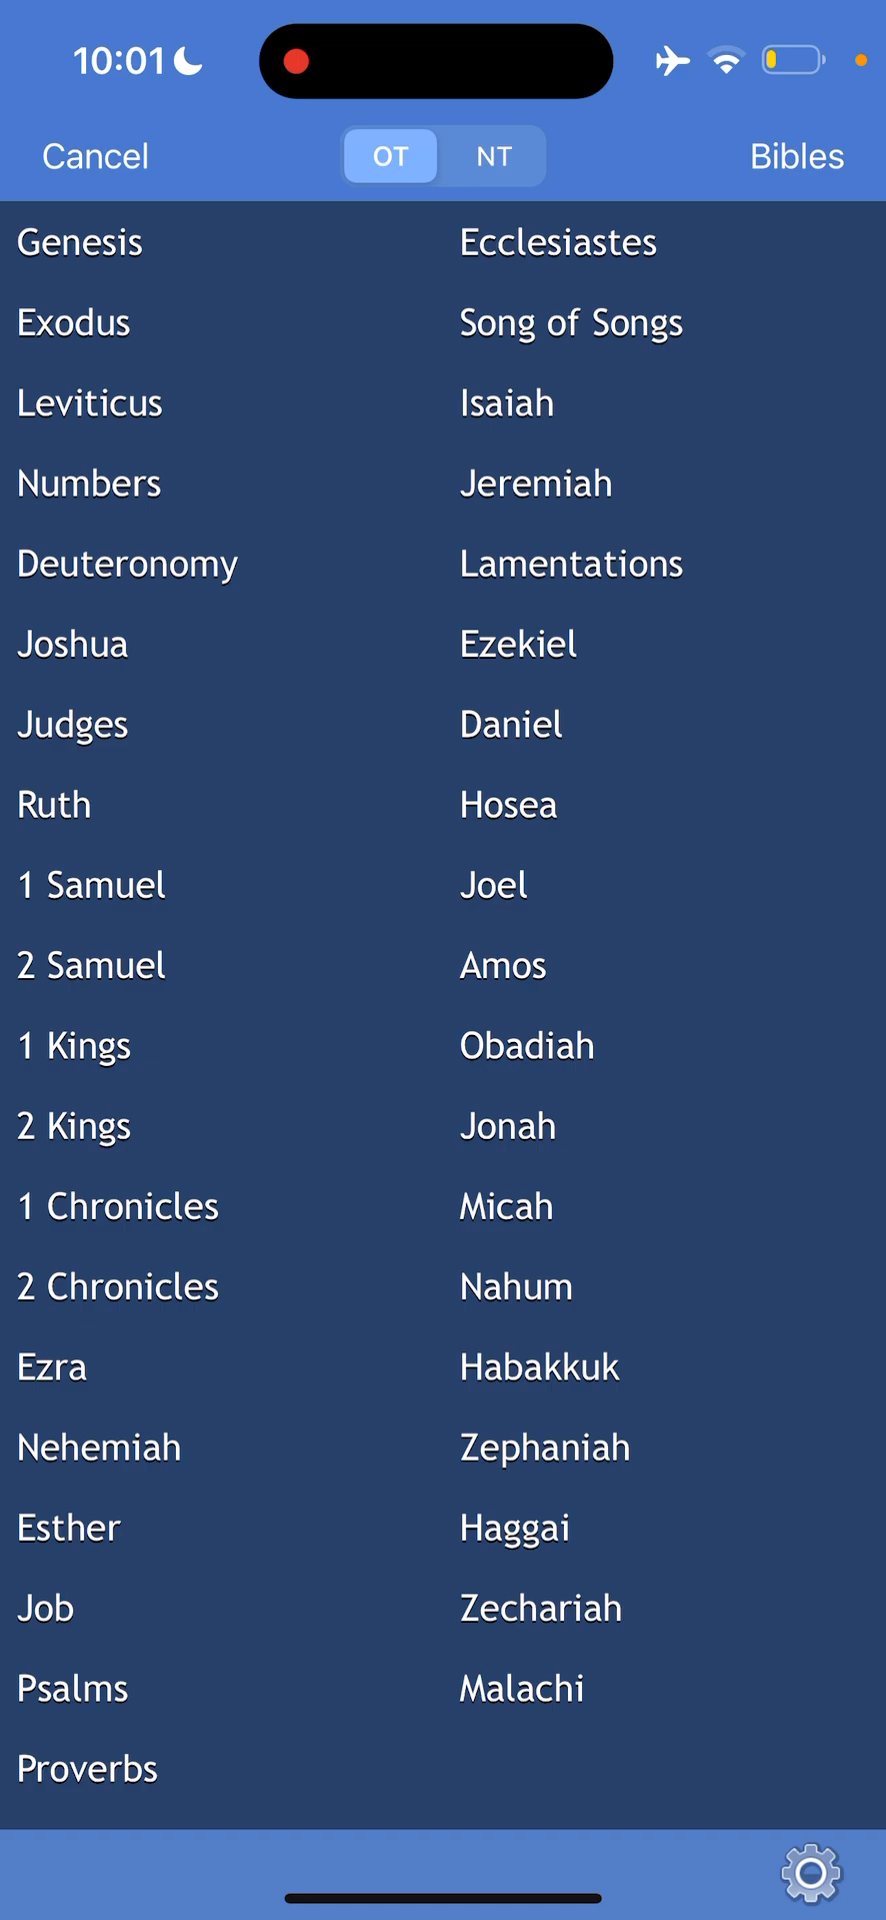 10:01
Cancel
OT
NT
Bibles
Genesis
Exodus
Leviticus
Numbers
Deuteronomy
Joshua
Judges
Ruth
1 Samuel
2 Samuel
1 Kings
2 Kings
1 Chronicles
2 Chronicles
Ezra
Nehemiah
Esther
Job
Psalms
Proverbs
Ecclesiastes
Song of Songs
Isaiah
Jeremiah
Lamentations
Ezekiel
Daniel
Hosea
Joel
Amos
Obadiah
Jonah
Micah
Nahum
Habakkuk
Zephaniah
Haggai
Zechariah
Malachi